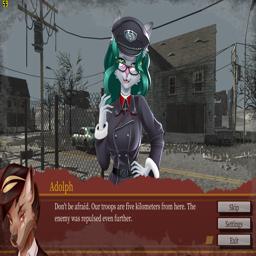 53
Adolph
Don't be afraid. Our troops are five kilometers from here. The
enemy was repulsed even further.
Skip
Settings
Exit